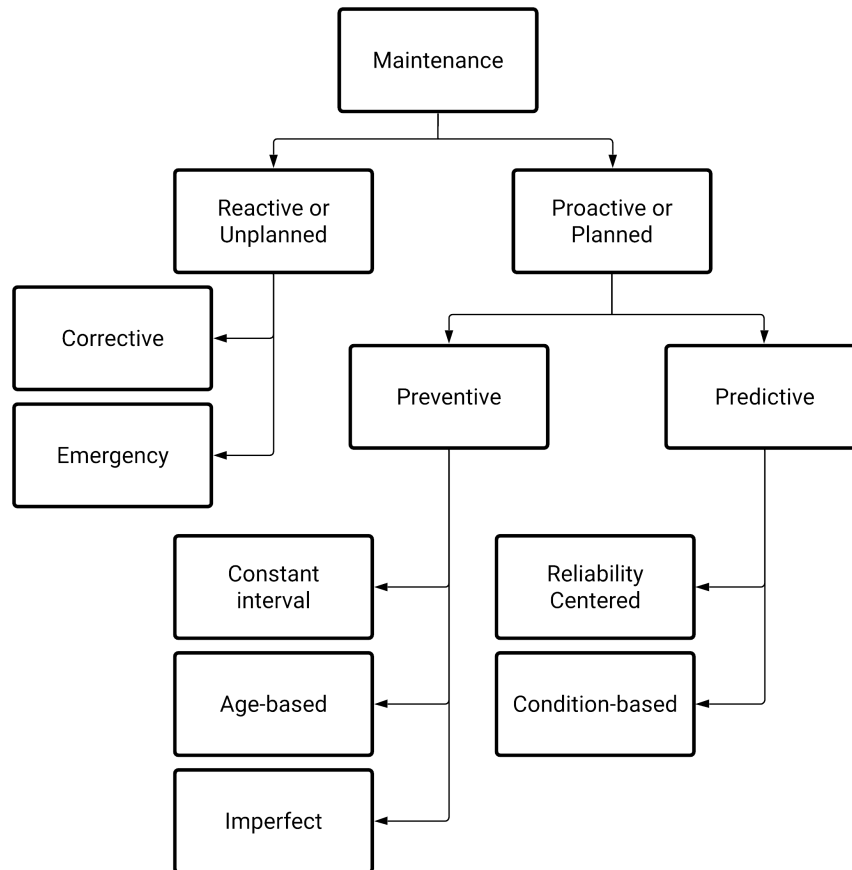 Maintenance
Reactive or
Unplanned
Proactive or
Planned
Corrective
Emergency
Preventive
Predictive
Constant
interval
Reliability
Centered
Age-based
Condition-based
Imperfect